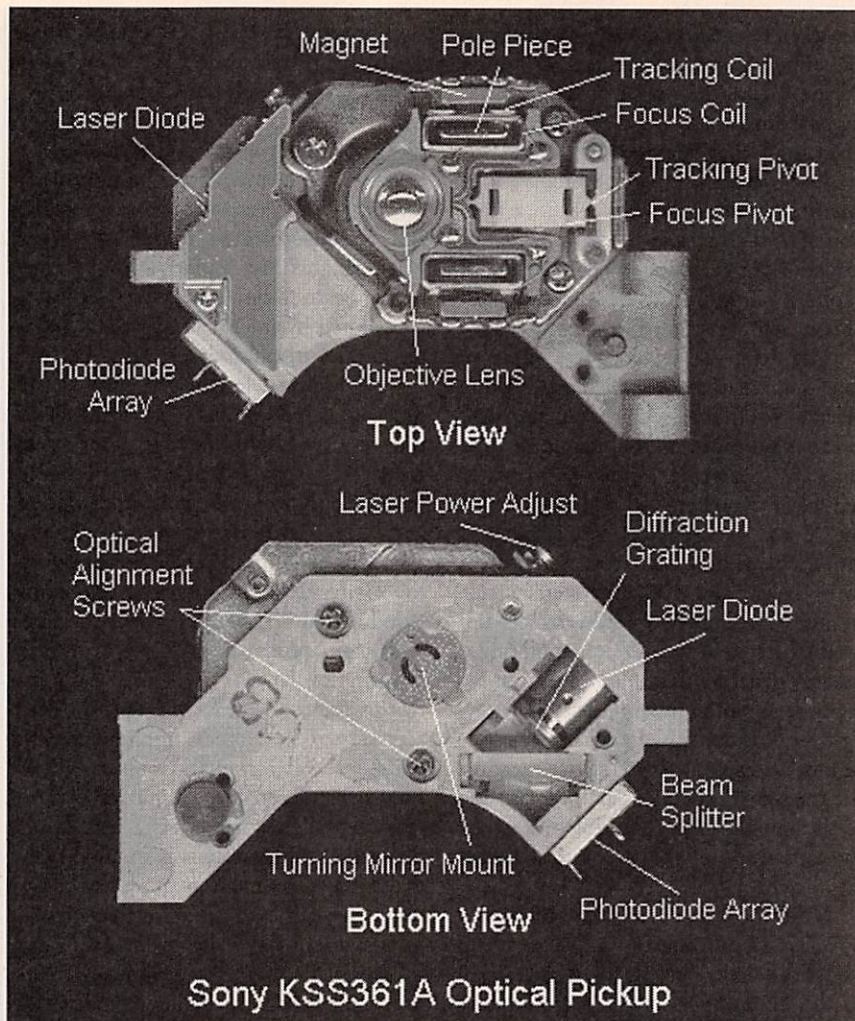 Magnet
Pole Piece
Tracking Coil
Laser Diode
Focus Coil
Tracking Pivot
Focus Pivot
Photodiode
Array
Objective Lens
Top View
Laser Power Adjust
Diffraction
Grating
Optical
Alignment
Screws
Laser Diode
Beam
Splitter
Turning Mirror Mount
Photodiode Array
Bottom View
Sony KSS361A Optical Pickup